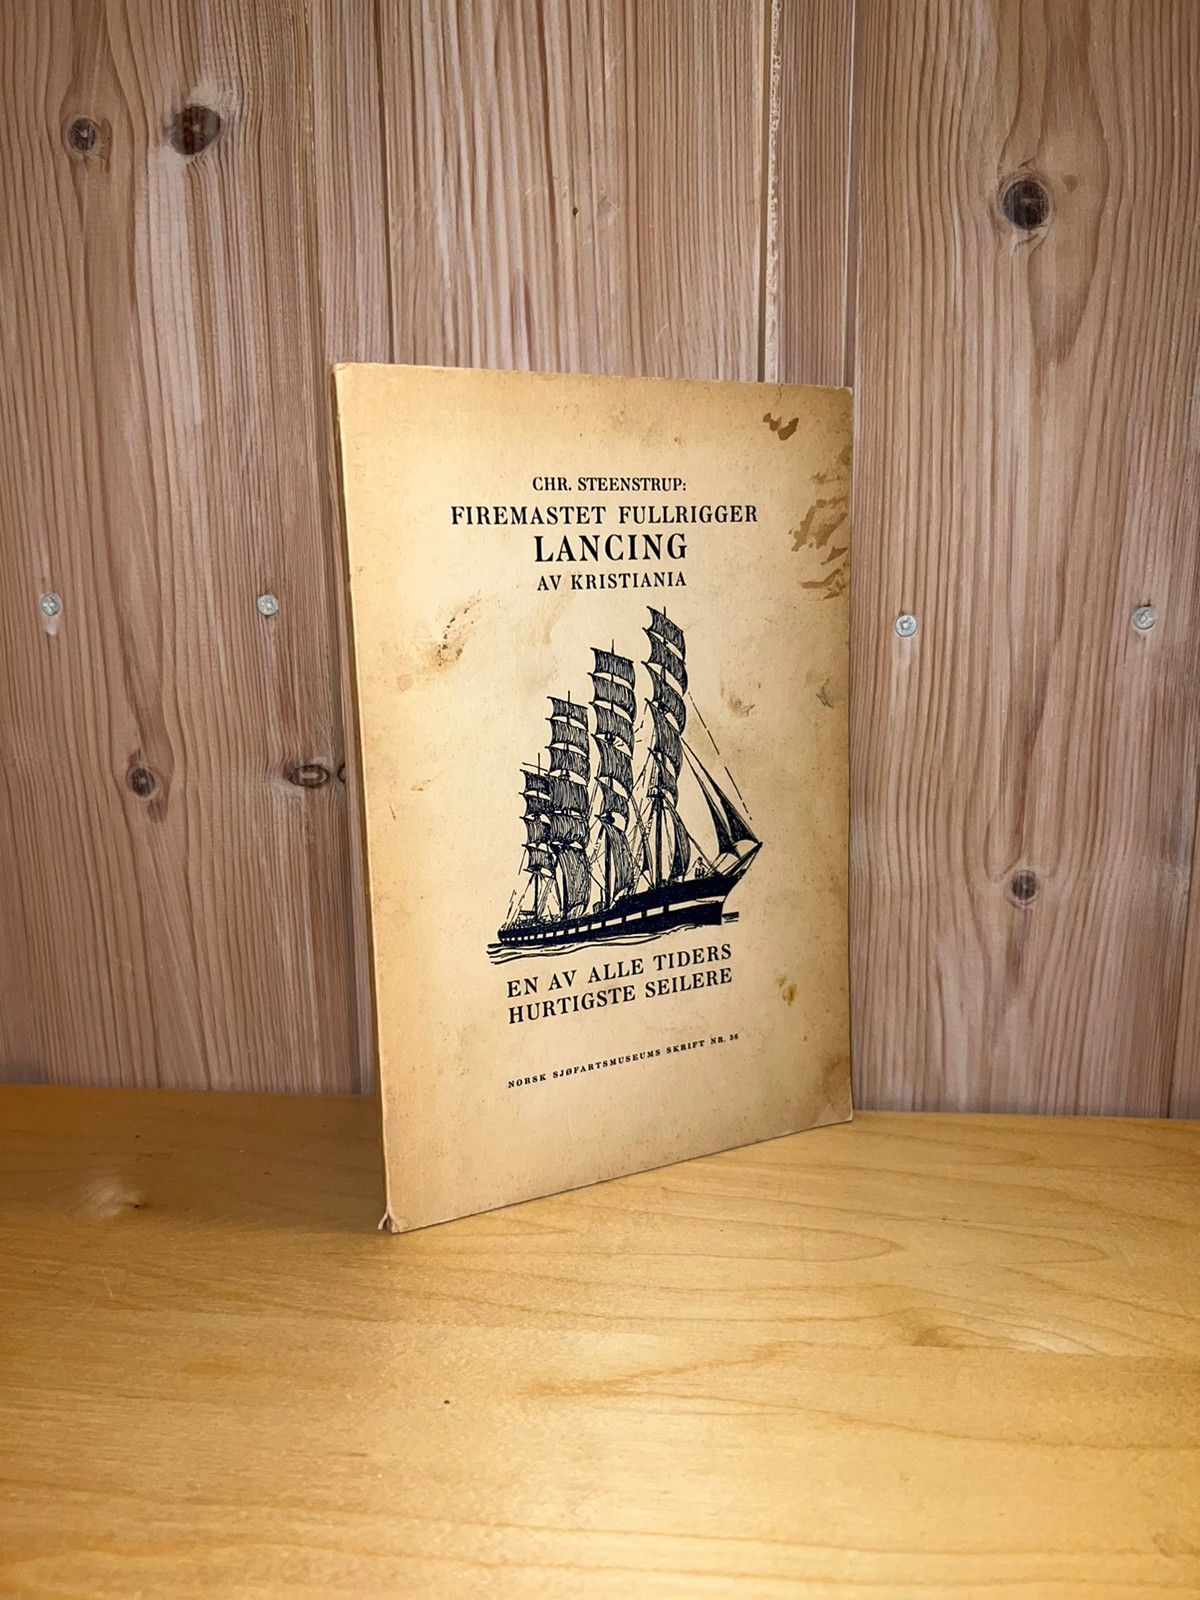 CHR. STEENSTRUP:
FIREMASTET FULLRIGGER
LANCING
AV KRISTIANIA
EN AV ALLE TIDERS
HURTIGSTE SEILERE
NORSK SJØFARTSMUSEUMS SKRIFT NR. 36